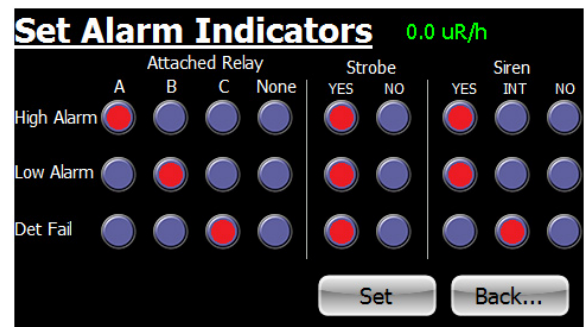 Set Alarm Indicators 0.0 uR/h
Attached Relay Strobe Siren
A B C None YES NO YES INT NO
High Alarm
Low Alarm
Det Fail
Set Back...